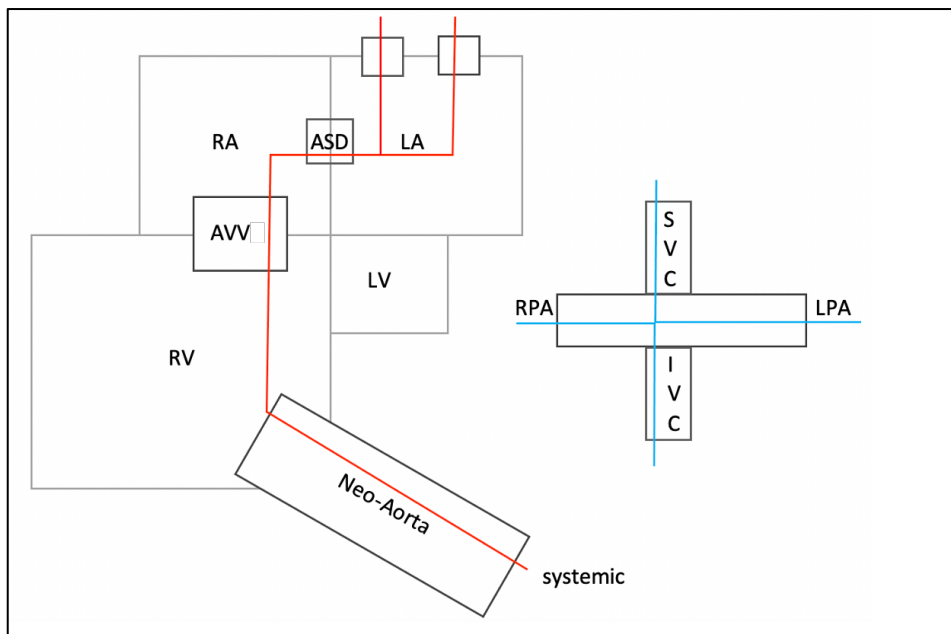 RA
ASD
LA
AVV
LV
RV
Neo-Aorta
systemic
S
V
C
RPA
LPA
I
V
C